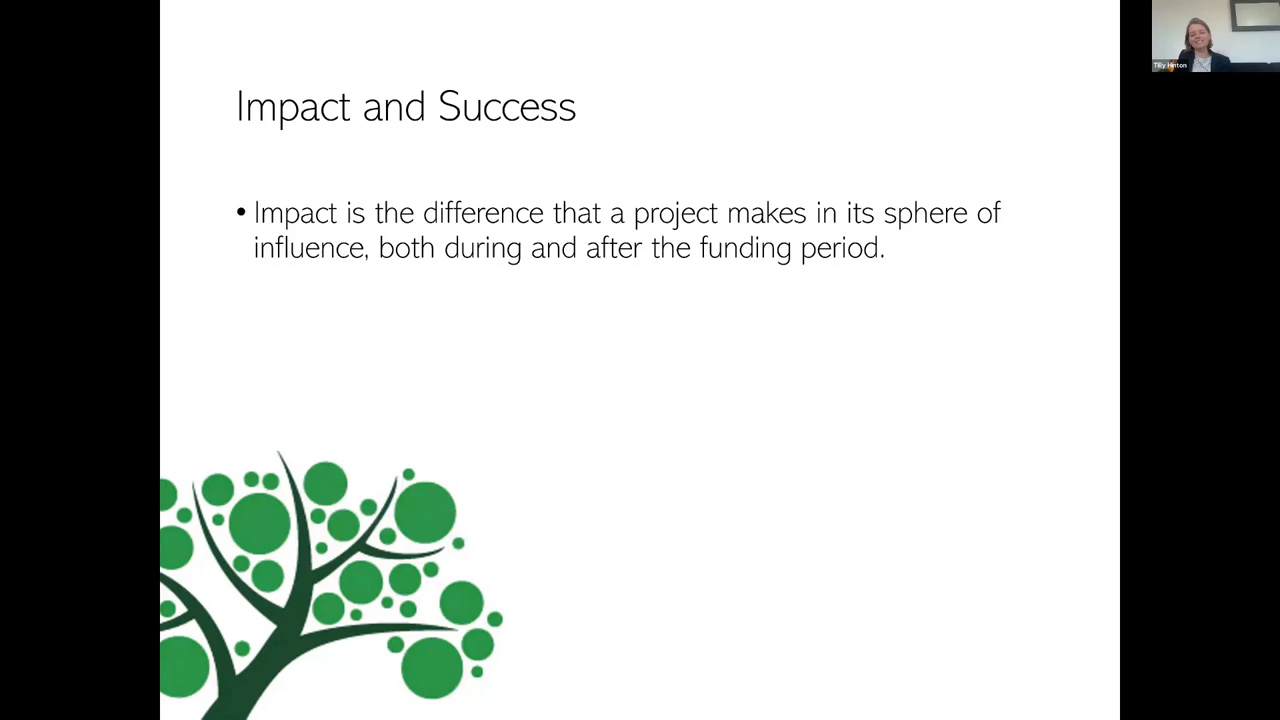 Tilly Hinton
Impact and Success
• Impact is the difference that a project makes in its sphere of
influence, both during and after the funding period.